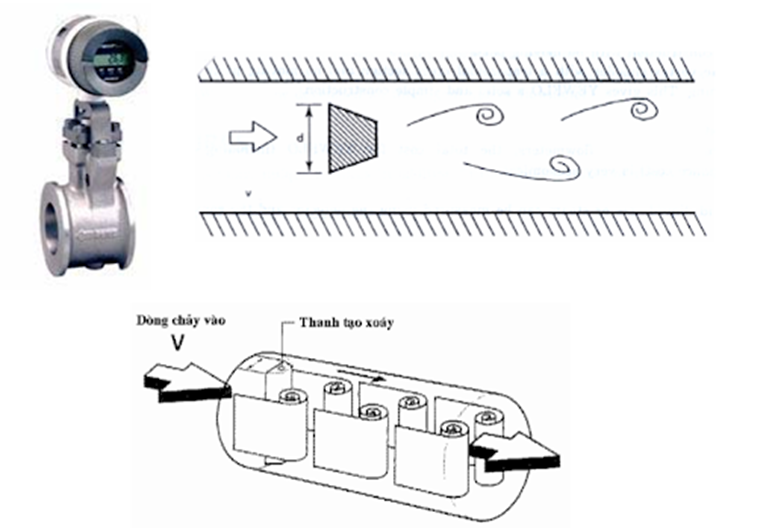 d
v
Dòng chảy vào
V
Thanh tạo xoáy